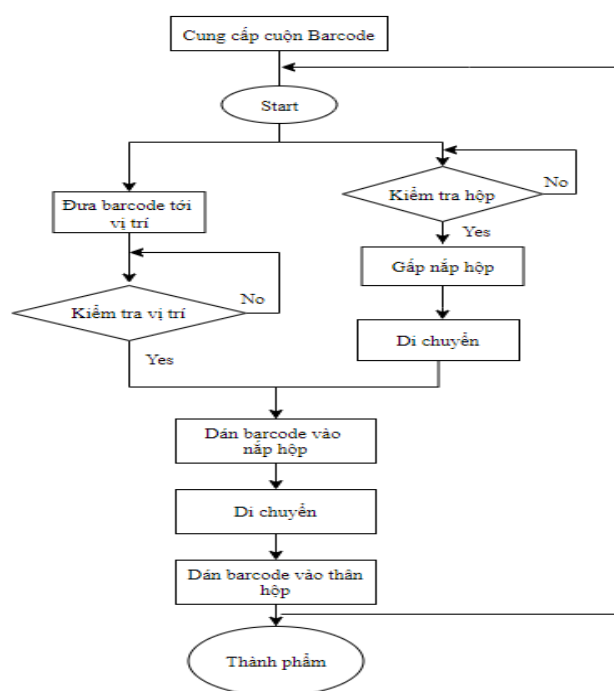 Cung cấp cuộn Barcode
Start
Đưa barcode tới
vị trí
Kiểm tra hộp
No
Yes
Gấp nắp hộp
Kiểm tra vị trí
No
Yes
Di chuyển
Dán barcode vào
nắp hộp
Di chuyển
Dán barcode vào thân
hộp
Thành phẩm